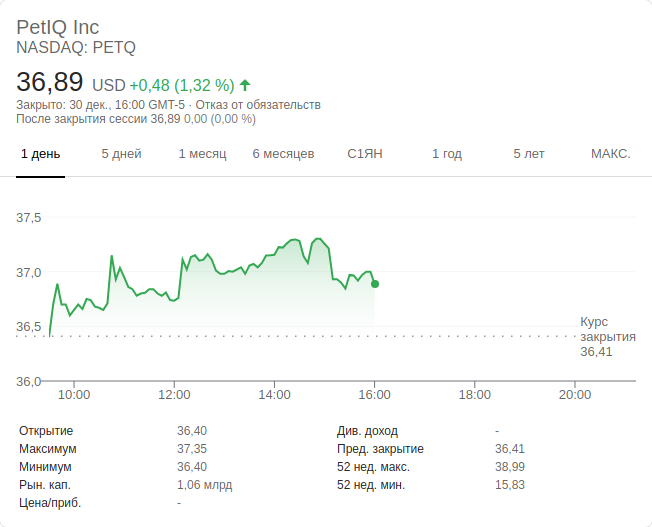 PetIQ Inc
NASDAQ: PETQ
36,89 USD +0,48 (1,32 %)
Закрыто: 30 дек., 16:00 GMT-5 · Отказ от обязательств
После закрытия сессии 36,89 0,00 (0,00 %)
1 день 5 дней 1 месяц 6 месяцев С1ЯН 1 год 5 лет МАКС.
37,5
37,0
36,5
Курс
закрытия
36,41
36,0
10:00 12:00 14:00 16:00 18:00 20:00
Открытие 36,40 Див. доход -
Максимум 37,35 Пред. закрытие 36,41
Минимум 36,40 52 нед. макс. 38,99
Рын. кап. 1,06 млрд 52 нед. мин. 15,83
Цена/приб. -